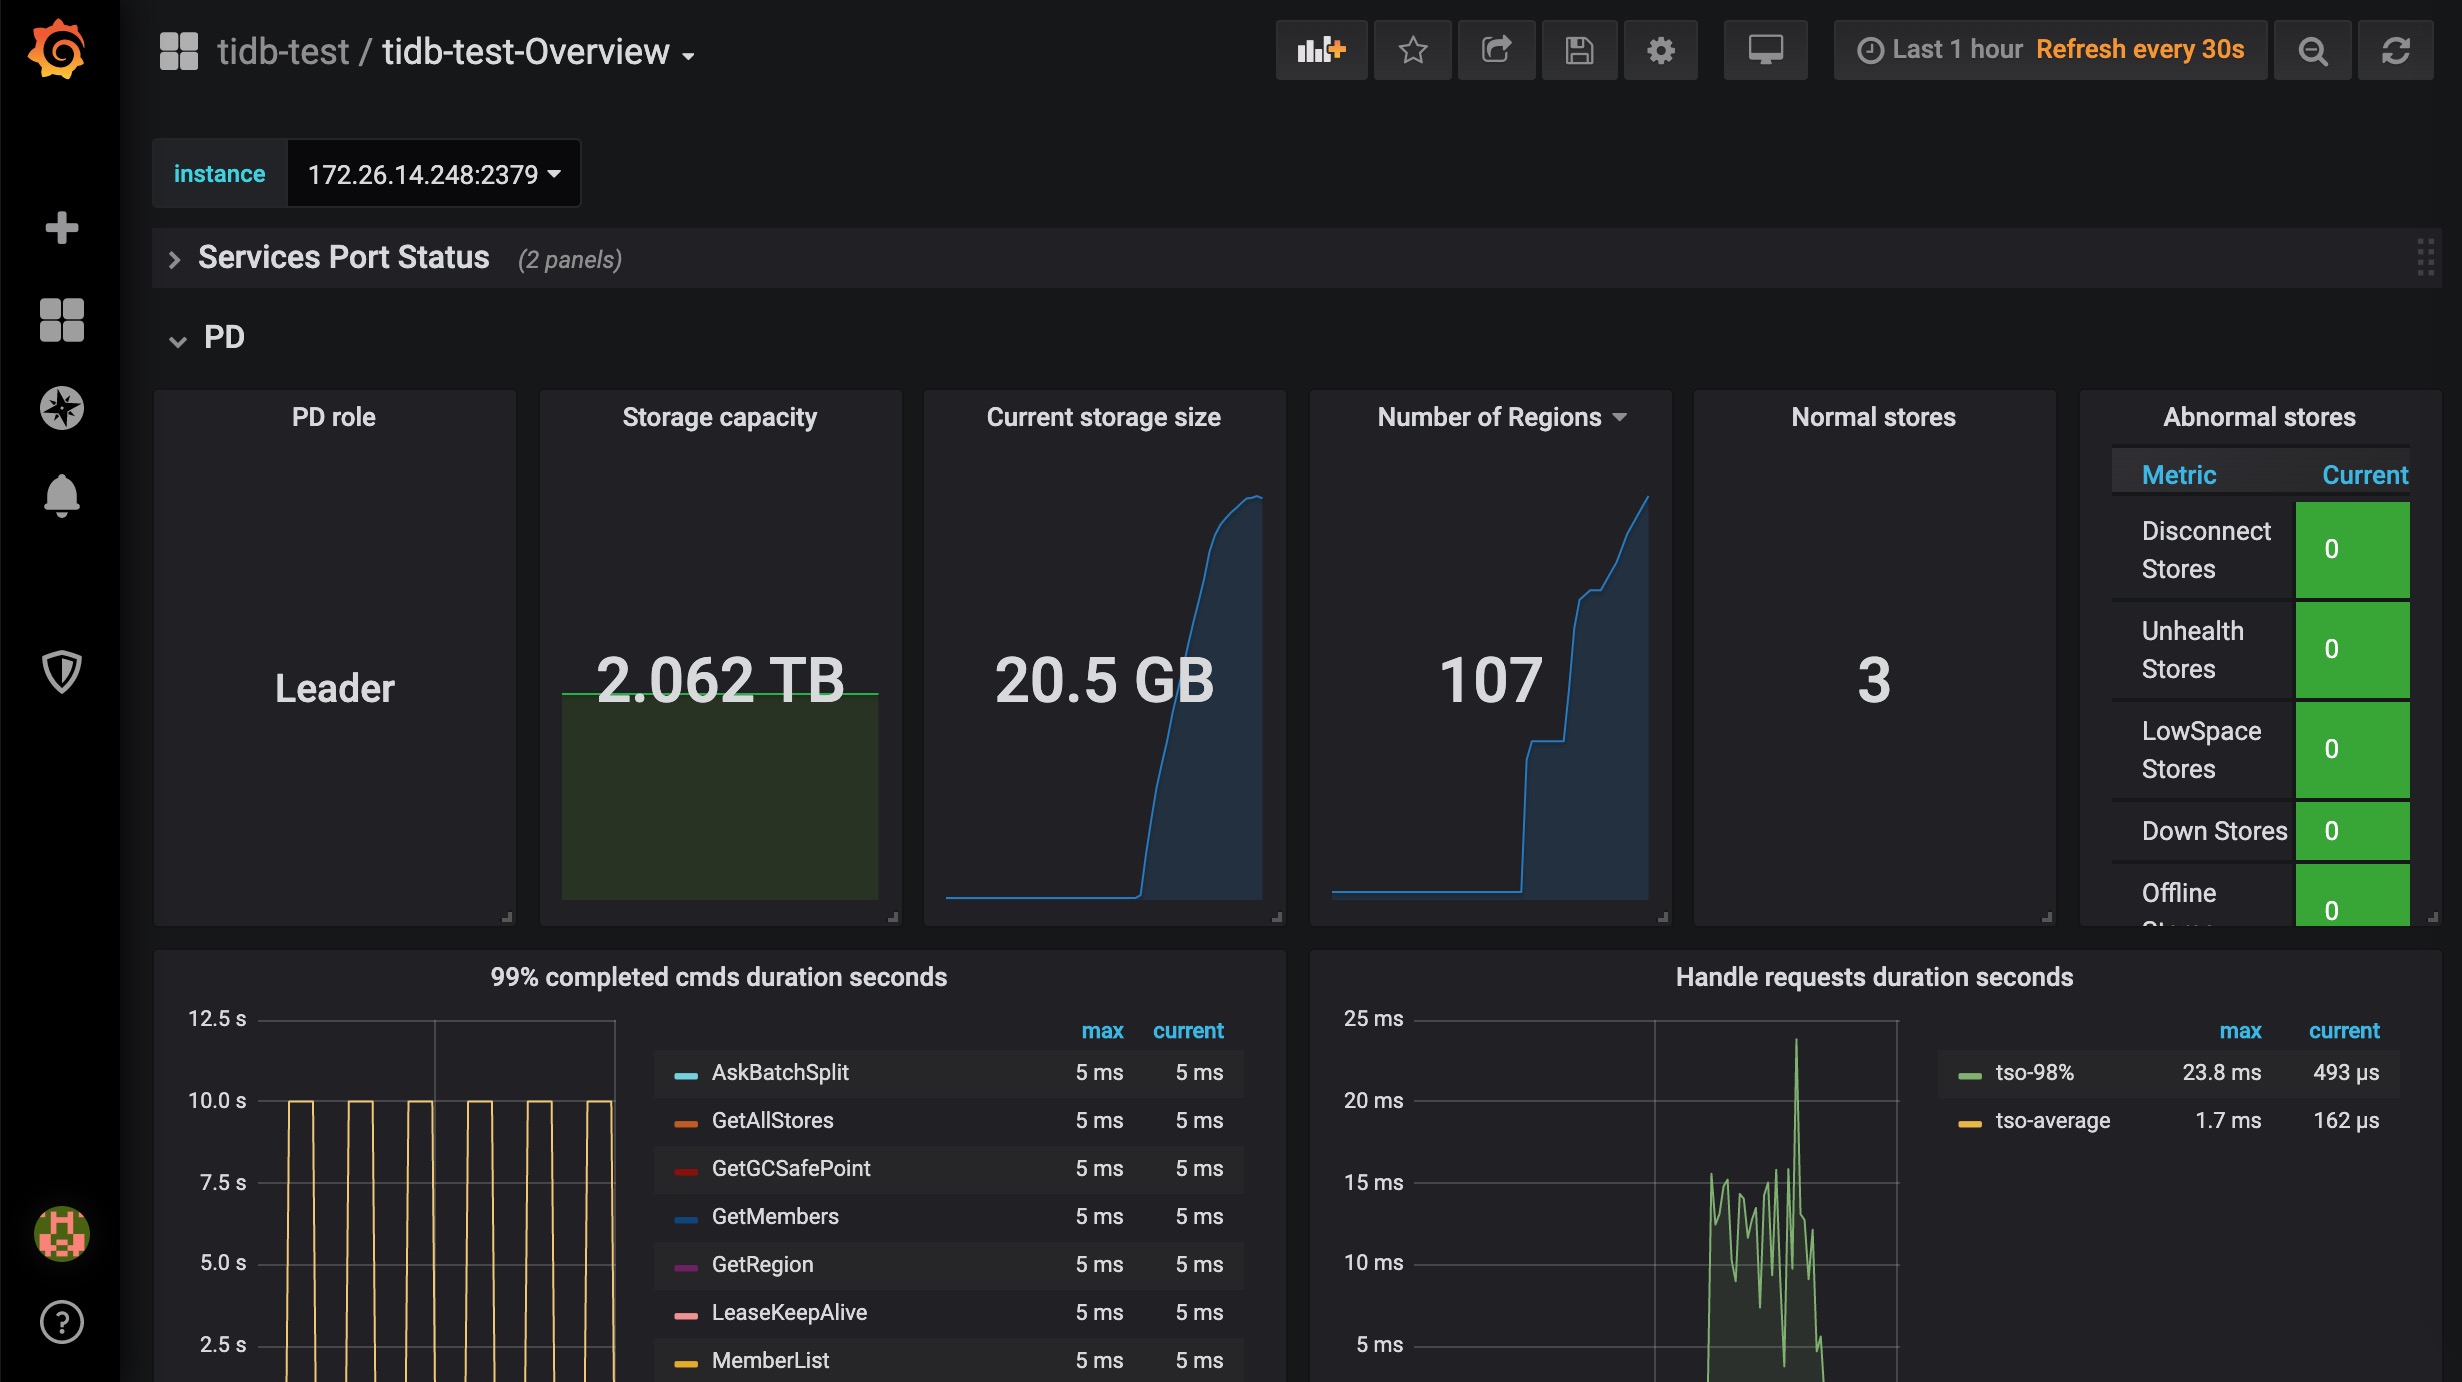 tidb-test / tidb-test-Overview
Last 1 hour Refresh every 30s
instance 172.26.14.248:2379
Services Port Status (2 panels)
PD
PD role
Leader
Storage capacity
2.062 TB
Current storage size
20.5 GB
Number of Regions
107
Normal stores
3
Abnormal stores
Metric Current
Disconnect
Stores
0
Unhealth
Stores
0
LowSpace
Stores
0
Down Stores 0
Offline
0
99% completed cmds duration seconds
12.5 s
10.0 s
7.5 s
5.0 s
2.5 s
max current
AskBatchSplit 5 ms 5 ms
GetAllStores 5 ms 5 ms
GetGCSafePoint 5 ms 5 ms
GetMembers 5 ms 5 ms
GetRegion 5 ms 5 ms
LeaseKeepAlive 5 ms 5 ms
MemberList 5 ms 5 ms
Handle requests duration seconds
25 ms
20 ms
15 ms
10 ms
5 ms
max current
tso-98% 23.8 ms 493 µs
tso-average 1.7 ms 162 µs